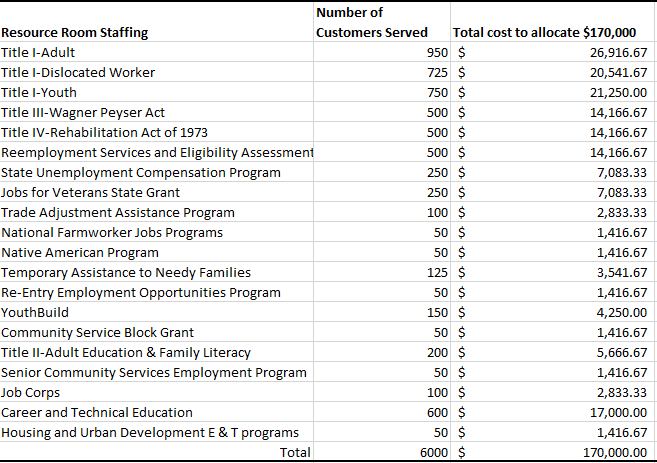 Number of
Resource Room Staffing Customers Served Total cost to allocate $170,000
Title I-Adult 950 $ 26,916.67
Title I-Dislocated Worker 725 $ 20,541.67
Title I-Youth 750 $ 21,250.00
Title III-Wagner Peyser Act 500 $ 14,166.67
Title IV-Rehabilitation Act of 1973 500 $ 14,166.67
Reemployment Services and Eligibility Assessment 500 $ 14,166.67
State Unemployment Compensation Program 250 $ 7,083.33
Jobs for Veterans State Grant 250 $ 7,083.33
Trade Adjustment Assistance Program 100 $ 2,833.33
National Farmworker Jobs Programs 50 $ 1,416.67
Native American Program 50 $ 1,416.67
Temporary Assistance to Needy Families 125 $ 3,541.67
Re-Entry Employment Opportunities Program 50 $ 1,416.67
YouthBuild 150 $ 4,250.00
Community Service Block Grant 50 $ 1,416.67
Title II-Adult Education & Family Literacy 200 $ 5,666.67
Senior Community Services Employment Program 50 $ 1,416.67
Job Corps 100 $ 2,833.33
Career and Technical Education 600 $ 17,000.00
Housing and Urban Development E & T programs 50 $ 1,416.67
Total 6000 $ 170,000.00